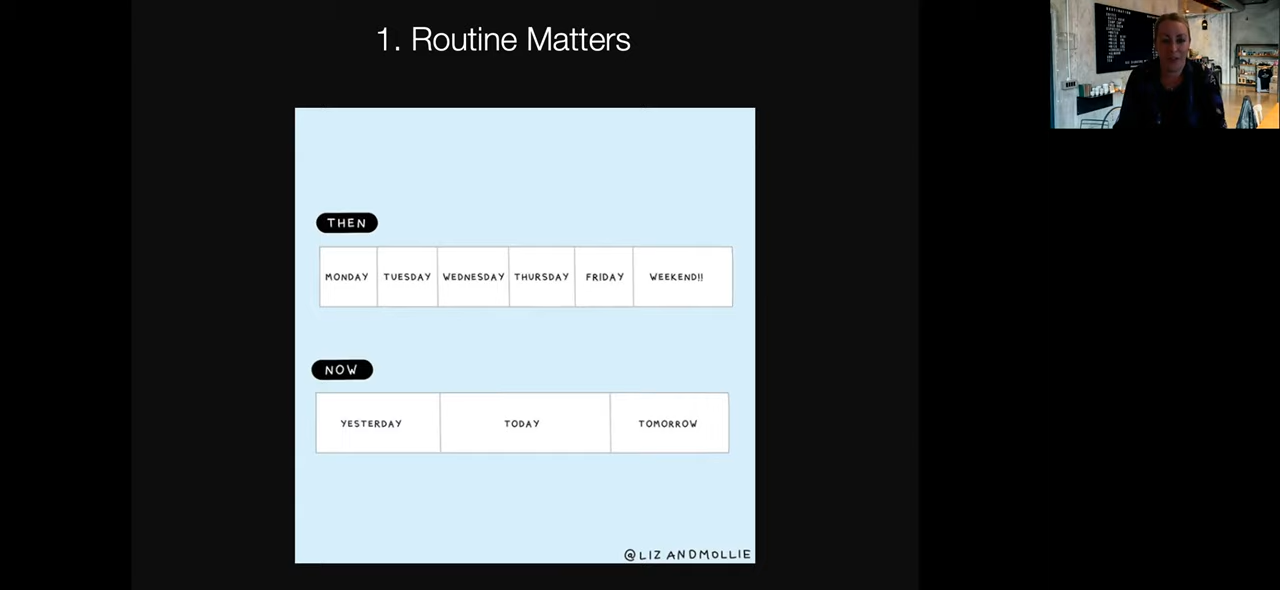 1. Routine Matters
THEN
MONDAY TUESDAY WEDNESDAY THURSDAY FRIDAY WEEKEND!!
NOW
YESTERDAY TODAY TOMORROW
@LIZANDMOLLIE